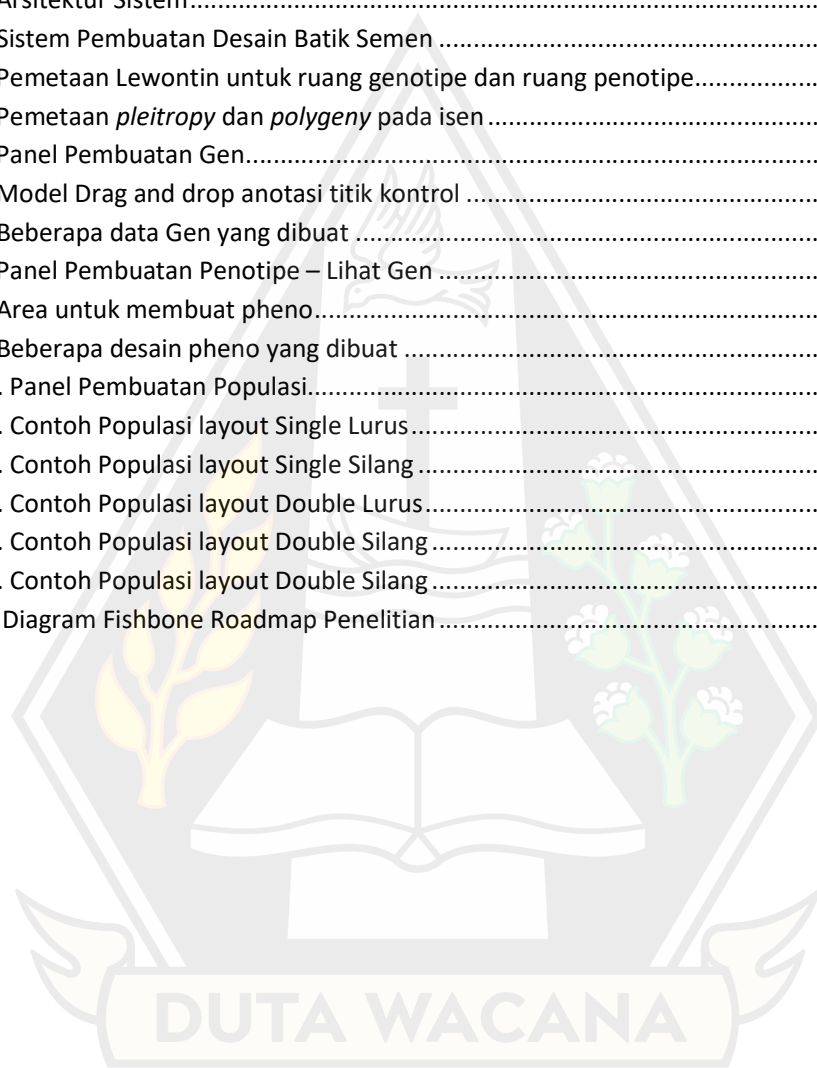 Arsitektur Sistem..........................................................................................................
Sistem Pembuatan Desain Batik Semen................................................................
Pemetaan Lewontin untuk ruang genotipe dan ruang penotipe.....................
Pemetaan pleitropy dan polygeny pada isen.......................................................
Panel Pembuatan Gen.................................................................................................
Model Drag and drop anotasi titik kontrol...........................................................
Beberapa data Gen yang dibuat..............................................................................
Panel Pembuatan Penotipe – Lihat Gen................................................................
Area untuk membuat pheno.....................................................................................
Beberapa desain pheno yang dibuat......................................................................
. Panel Pembuatan Populasi.....................................................................................
. Contoh Populasi layout Single Lurus....................................................................
. Contoh Populasi layout Single Silang...................................................................
. Contoh Populasi layout Double Lurus..................................................................
. Contoh Populasi layout Double Silang.................................................................
. Contoh Populasi layout Double Silang.................................................................
Diagram Fishbone Roadmap Penelitian................................................................
DUTA WACANA